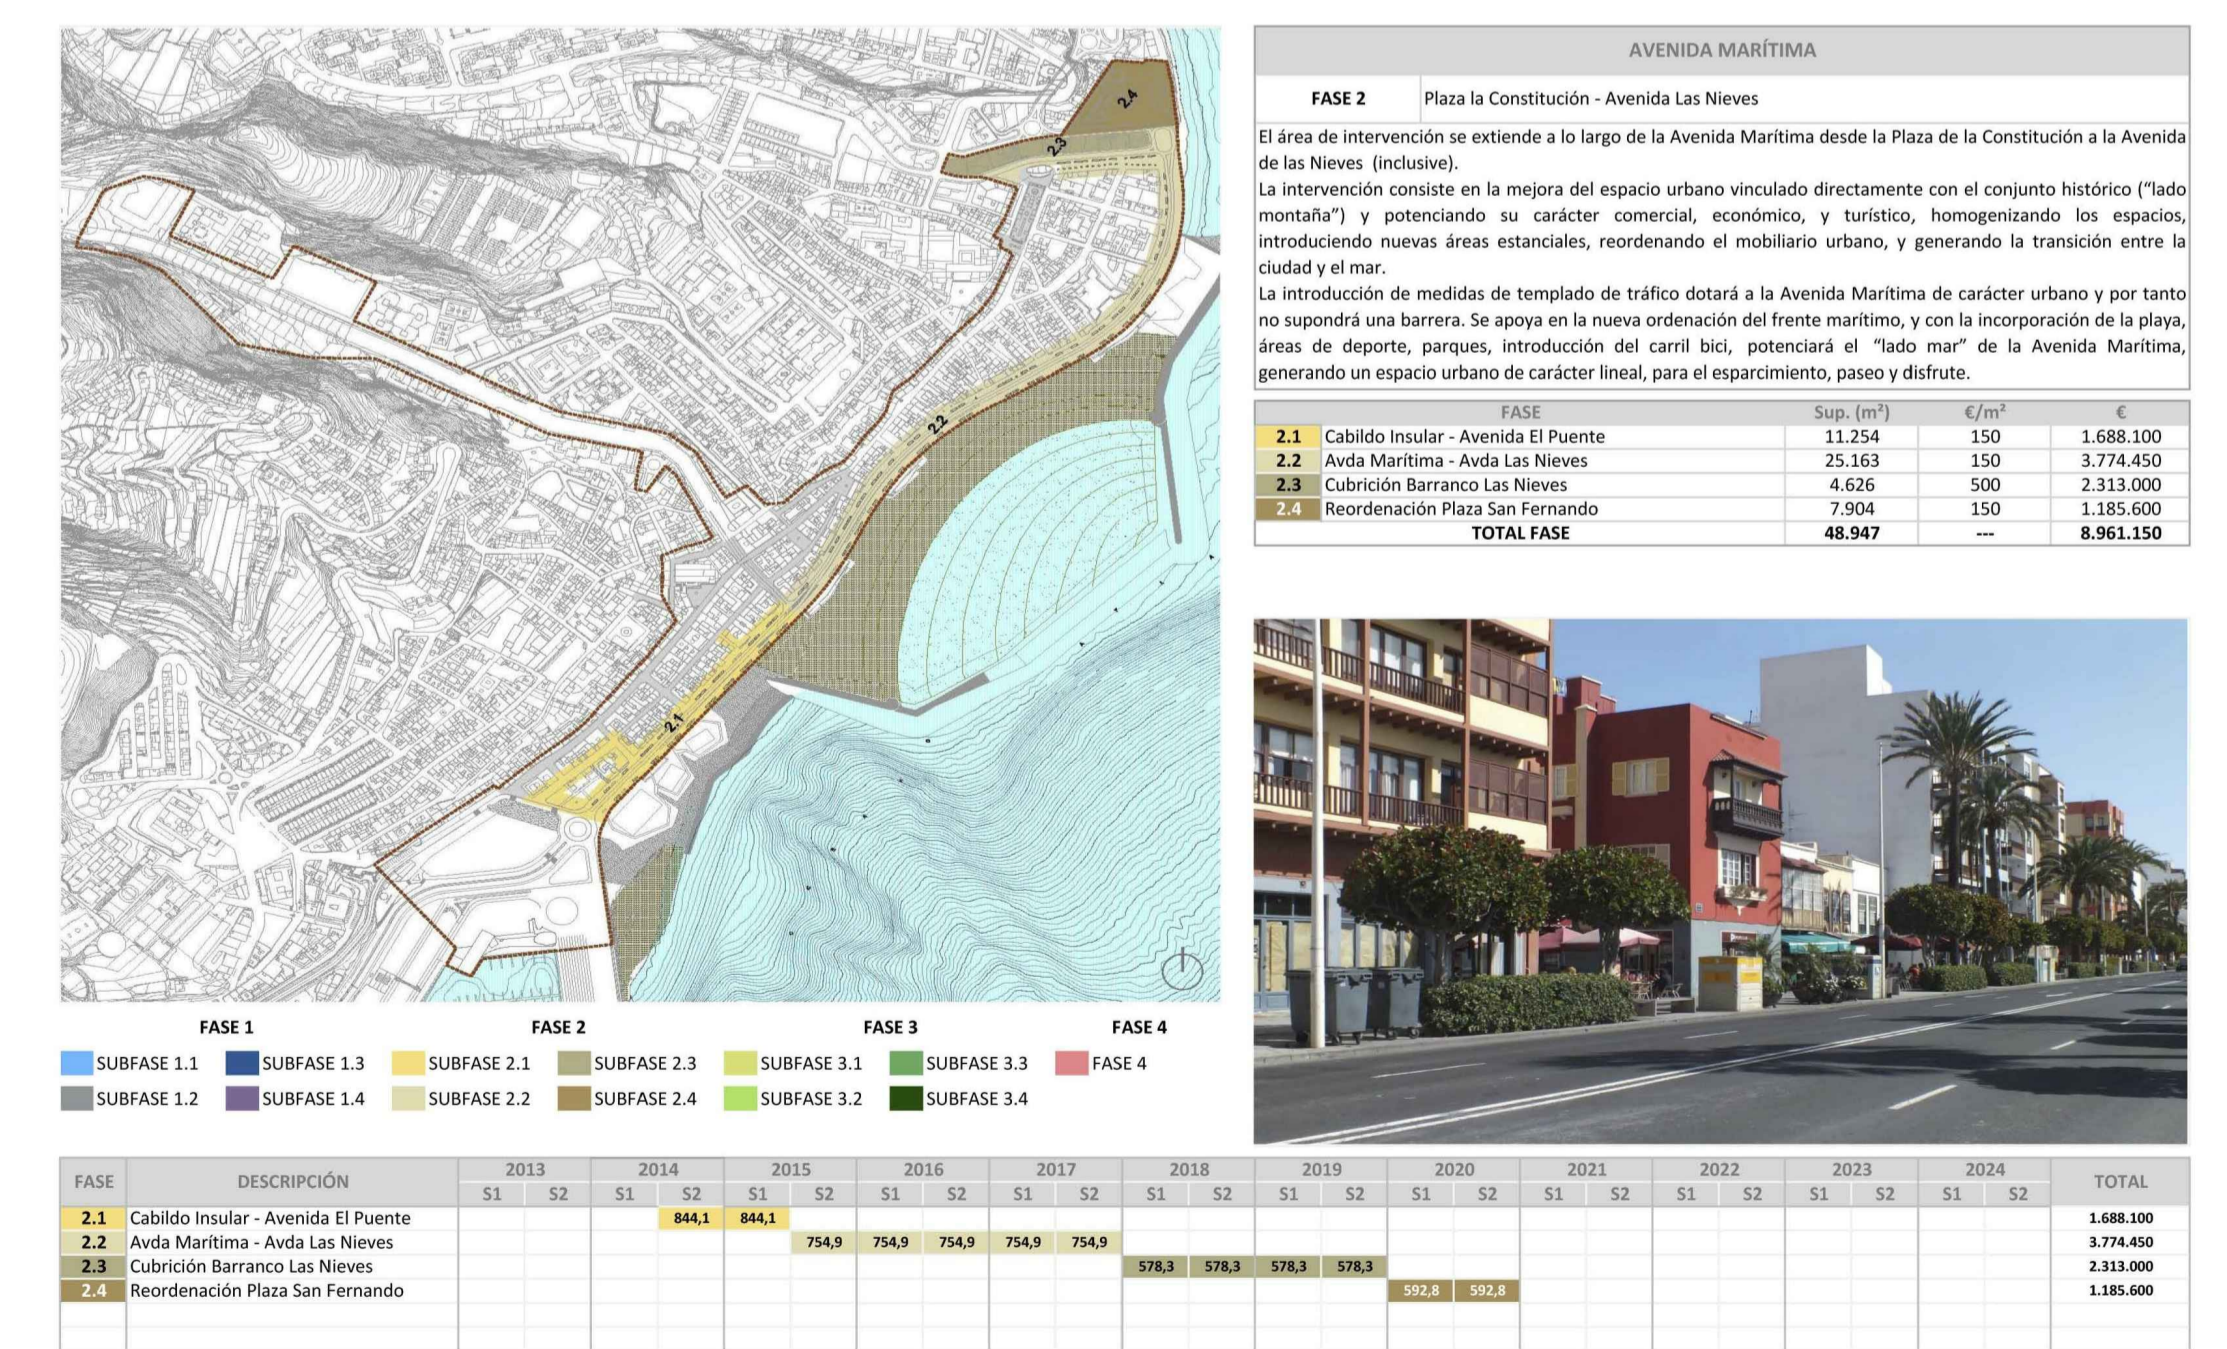 2.4
2.3
2.2
2.1
AVENIDA MARÍTIMA
FASE 2 Plaza la Constitución - Avenida Las Nieves
El área de intervención se extiende a lo largo de la Avenida Marítima desde la Plaza de la Constitución a la Avenida
de las Nieves (inclusive).
La intervención consiste en la mejora del espacio urbano vinculado directamente con el conjunto histórico (“lado
montaña”) y potenciando su carácter comercial, económico, y turístico, homogenizando los espacios,
introduciendo nuevas áreas estanciales, reordenando el mobiliario urbano, y generando la transición entre la
ciudad y el mar.
La introducción de medidas de templado de tráfico dotará a la Avenida Marítima de carácter urbano y por tanto
no supondrá una barrera. Se apoya en la nueva ordenación del frente marítimo, y con la incorporación de la playa,
áreas de deporte, parques, introducción del carril bici, potenciará el “lado mar” de la Avenida Marítima,
generando un espacio urbano de carácter lineal, para el esparcimiento, paseo y disfrute.
FASE Sup. (m²) €/m² €
2.1 Cabildo Insular - Avenida El Puente 11.254 150 1.688.100
2.2 Avda Marítima - Avda Las Nieves 25.163 150 3.774.450
2.3 Cubrición Barranco Las Nieves 4.626 500 2.313.000
2.4 Reordenación Plaza San Fernando 7.904 150 1.185.600
TOTAL FASE 48.947 --- 8.961.150
FASE 1 FASE 2 FASE 3 FASE 4
SUBFASE 1.1 SUBFASE 1.3 SUBFASE 2.1 SUBFASE 2.3 SUBFASE 3.1 SUBFASE 3.3 FASE 4
SUBFASE 1.2 SUBFASE 1.4 SUBFASE 2.2 SUBFASE 2.4 SUBFASE 3.2 SUBFASE 3.4
FASE DESCRIPCIÓN 2013 2014 2015 2016 2017 2018 2019 2020 2021 2022 2023 2024 TOTAL
S1 S2 S1 S2 S1 S2 S1 S2 S1 S2 S1 S2 S1 S2 S1 S2 S1 S2 S1 S2 S1 S2 S1 S2
2.1 Cabildo Insular - Avenida El Puente 844,1 844,1 1.688.100
2.2 Avda Marítima - Avda Las Nieves 754,9 754,9 754,9 754,9 754,9 3.774.450
2.3 Cubrición Barranco Las Nieves 578,3 578,3 578,3 578,3 2.313.000
2.4 Reordenación Plaza San Fernando 592,8 592,8 1.185.600